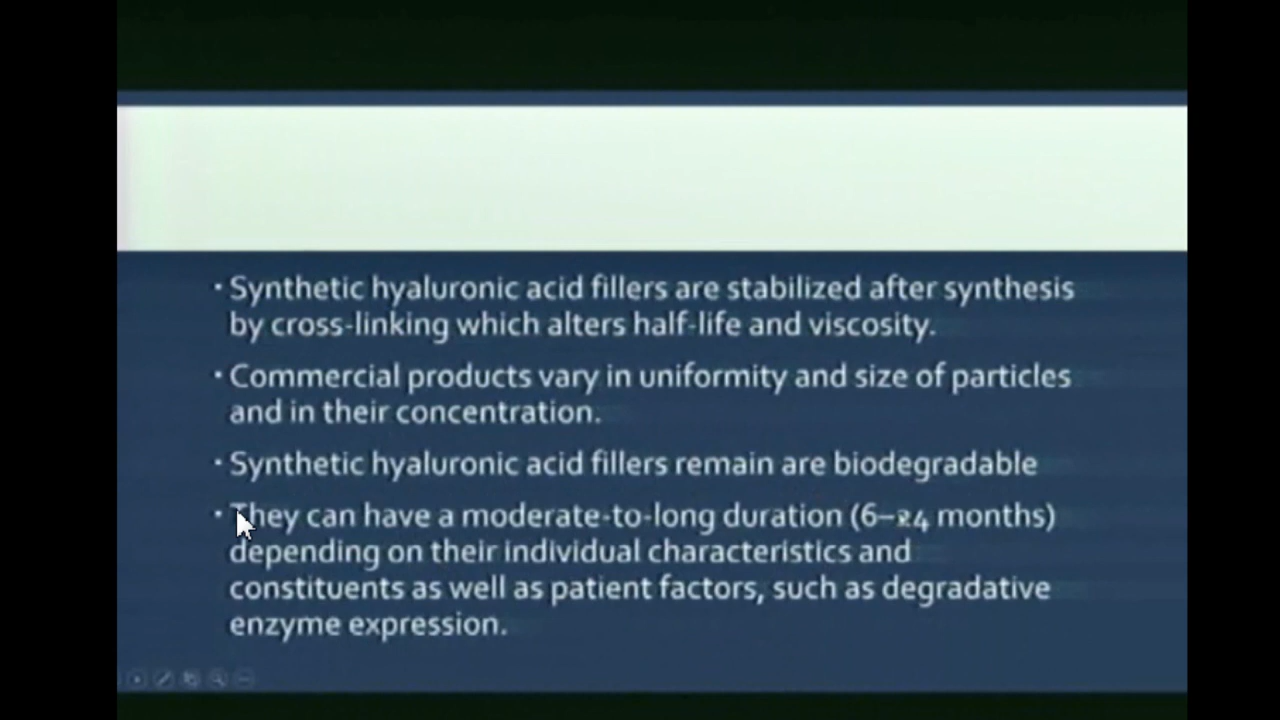 · Synthetic hyaluronic acid fillers are stabilized after synthesis
by cross-linking which alters half-life and viscosity.
· Commercial products vary in uniformity and size of particles
and in their concentration.
· Synthetic hyaluronic acid fillers remain are biodegradable
· They can have a moderate-to-long duration (6–24 months)
depending on their individual characteristics and
constituents as well as patient factors, such as degradative
enzyme expression.